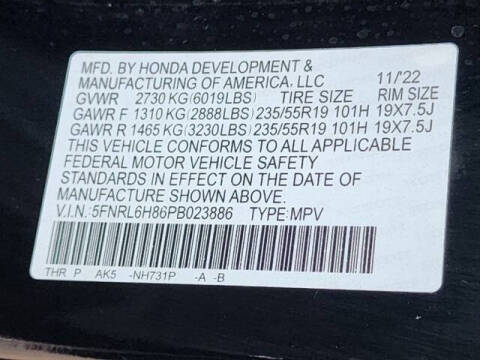 MFD. BY HONDA DEVELOPMENT &
MANUFACTURING OF AMERICA, LLC 11/'22
GVWR 2730 KG (6019LBS) TIRE SIZE RIM SIZE
GAWR F 1310 KG (2888LBS) 235/55R19 101H 19X7.5J
GAWR R 1465 KG (3230LBS) 235/55R19 101H 19X7.5J
THIS VEHICLE CONFORMS TO ALL APPLICABLE
FEDERAL MOTOR VEHICLE SAFETY
STANDARDS IN EFFECT ON THE DATE OF
MANUFACTURE SHOWN ABOVE.
V.I.N.:5FNRL6H86PB023886 TYPE:MPV
THR P AK5 -NH731P -A -B